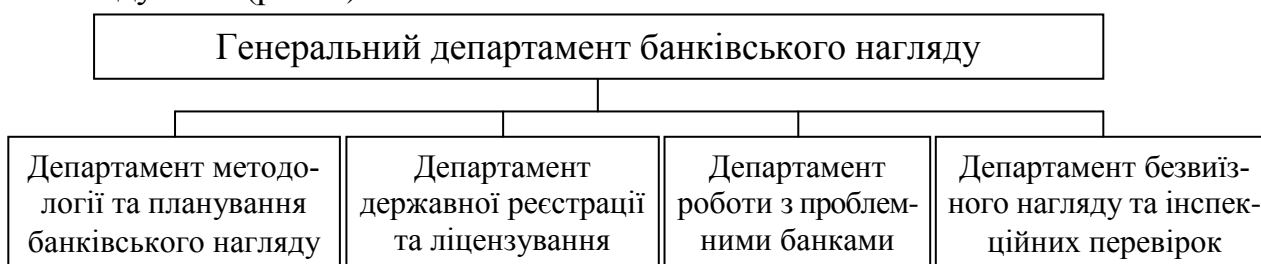 Генеральний департамент банківського нагляду
Департамент методо-
логії та планування
банківського нагляду
Департамент
державної реєстрації
та ліцензування
Департамент
роботи з проблем-
ними банками
Департамент безвиїз-
ного нагляду та інспек-
ційних перевірок